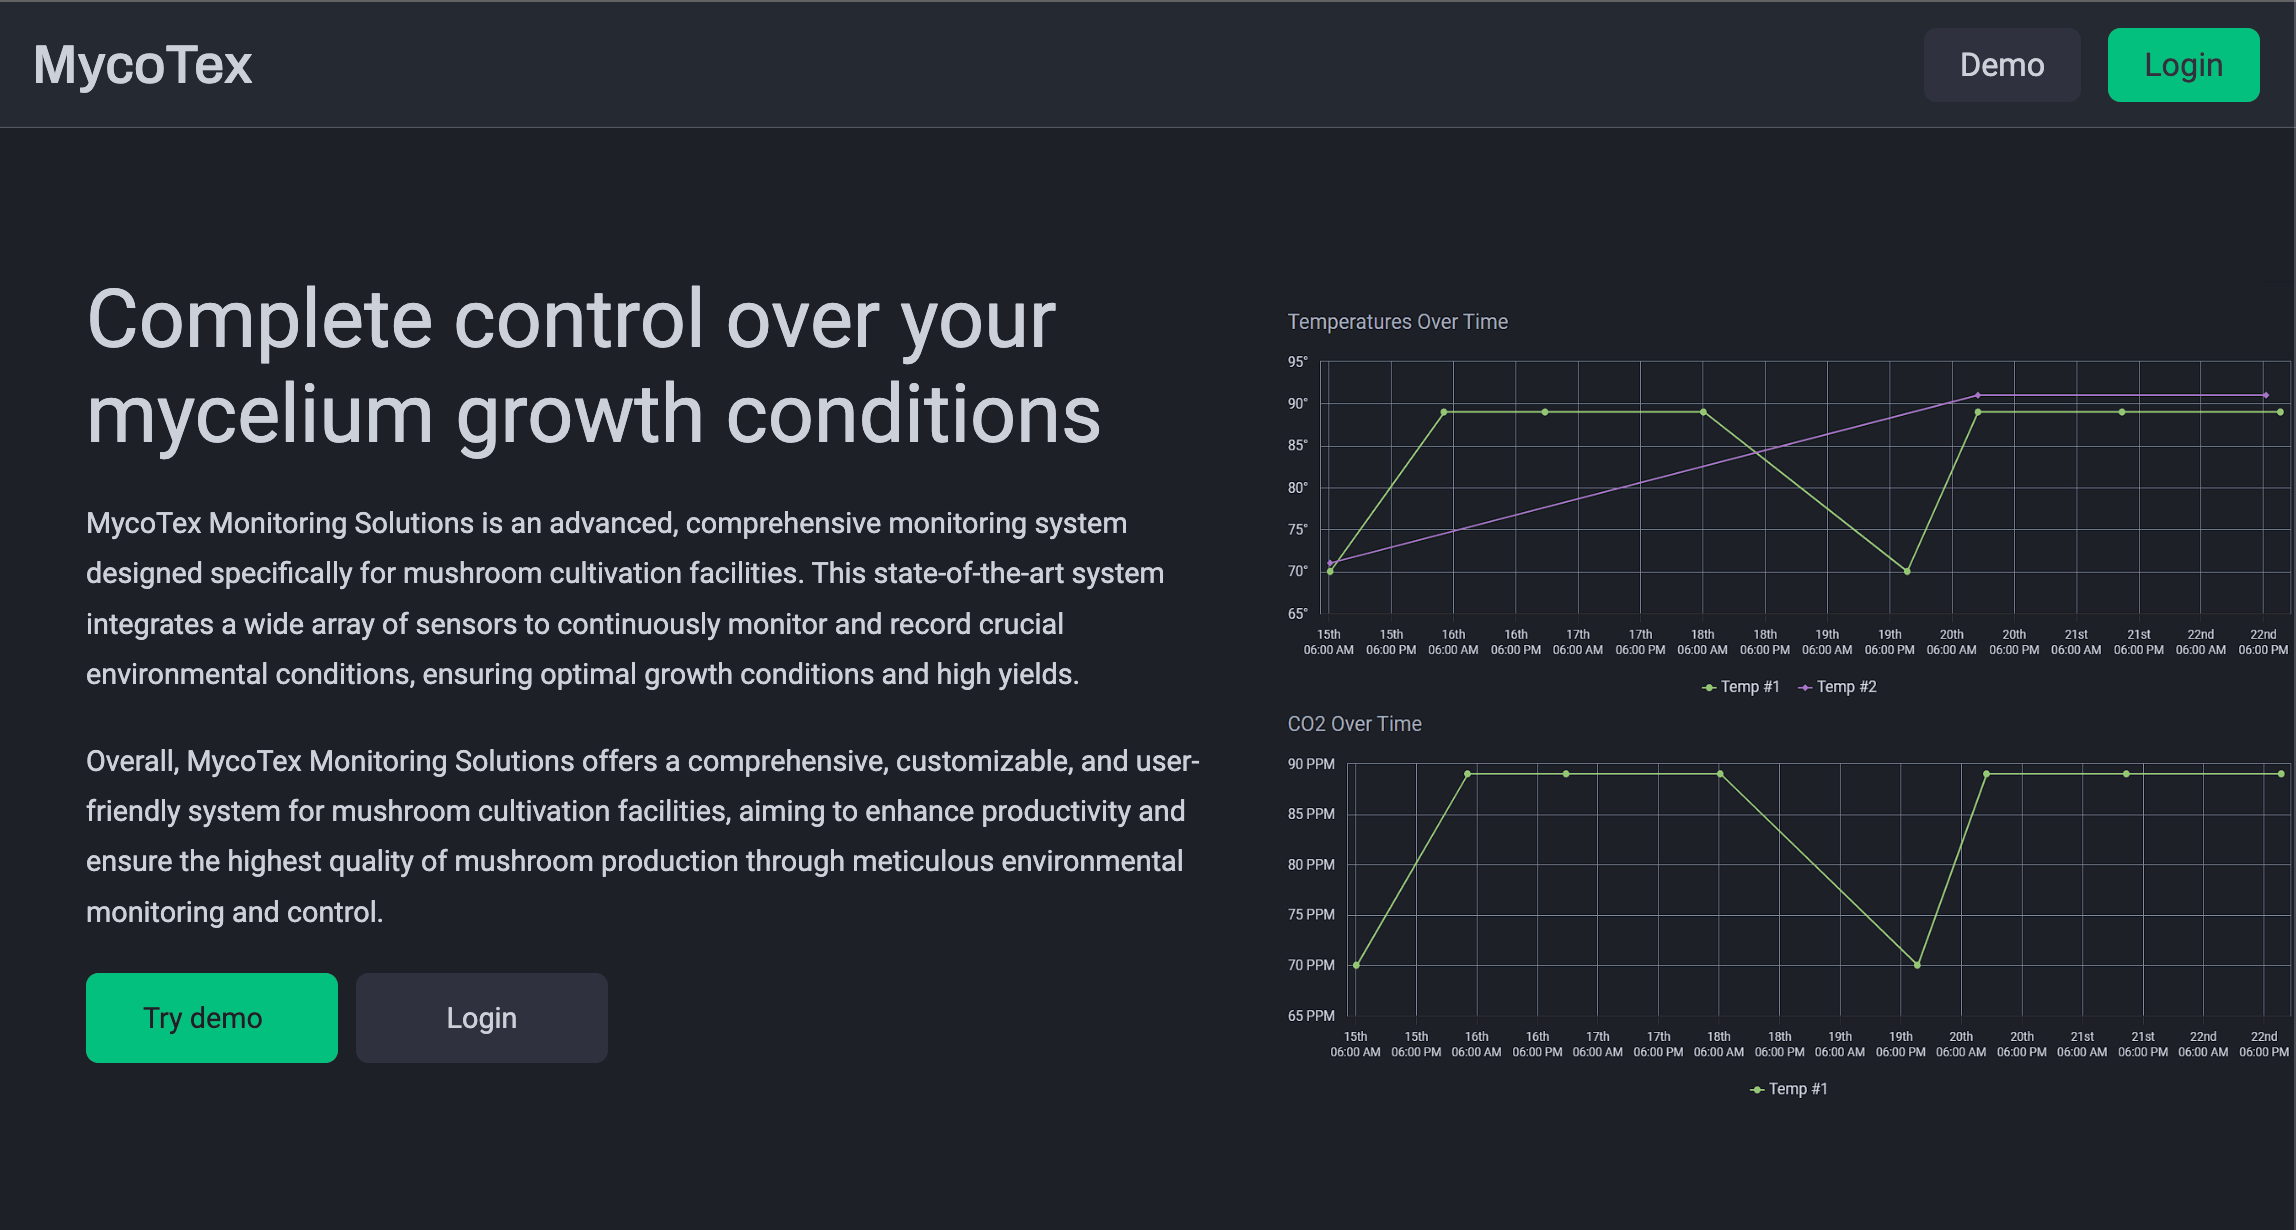 MycoTex
Demo
Login
Complete control over your
mycelium growth conditions
MycoTex Monitoring Solutions is an advanced, comprehensive monitoring system
designed specifically for mushroom cultivation facilities. This state-of-the-art system
integrates a wide array of sensors to continuously monitor and record crucial
environmental conditions, ensuring optimal growth conditions and high yields.
Overall, MycoTex Monitoring Solutions offers a comprehensive, customizable, and user-
friendly system for mushroom cultivation facilities, aiming to enhance productivity and
ensure the highest quality of mushroom production through meticulous environmental
monitoring and control.
Try demo
Login
Temperatures Over Time
95°
90°
85°
80°
75°
70°
65°
15th 15th 16th 16th 17th 17th 18th 18th 19th 19th 20th 20th 21st 21st 22nd 22nd
06:00 AM 06:00 PM 06:00 AM 06:00 PM 06:00 AM 06:00 PM 06:00 AM 06:00 PM 06:00 AM 06:00 PM 06:00 AM 06:00 PM 06:00 AM 06:00 PM 06:00 AM 06:00 PM
Temp #1 Temp #2
CO2 Over Time
90 PPM
85 PPM
80 PPM
75 PPM
70 PPM
65 PPM
15th 15th 16th 16th 17th 17th 18th 18th 19th 19th 20th 20th 21st 21st 22nd 22nd
06:00 AM 06:00 PM 06:00 AM 06:00 PM 06:00 AM 06:00 PM 06:00 AM 06:00 PM 06:00 AM 06:00 PM 06:00 AM 06:00 PM 06:00 AM 06:00 PM 06:00 AM 06:00 PM
Temp #1